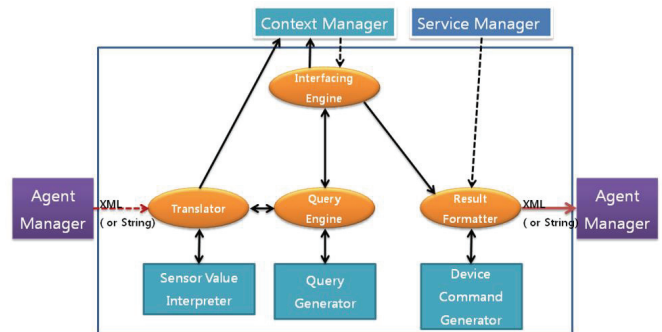 Context Manager
Service Manager
Interfacing
Engine
Agent
Manager
XML
( or String)
Translator
Query
Engine
Result
Formatter
XML
( or String)
Agent
Manager
Sensor Value
Interpreter
Query
Generator
Device
Command
Generator